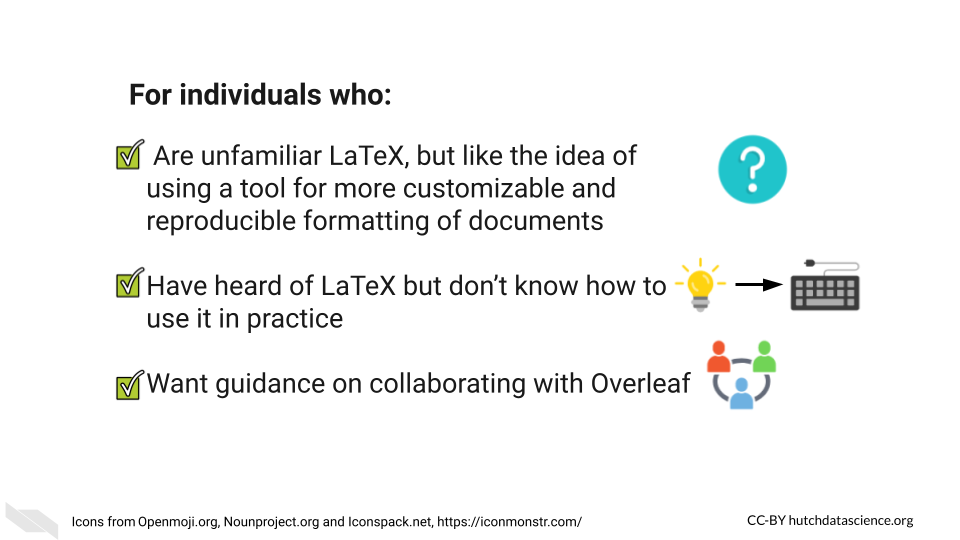 For individuals who:
Are unfamiliar LaTeX, but like the idea of
using a tool for more customizable and
reproducible formatting of documents
Have heard of LaTeX but don’t know how to
use it in practice
Want guidance on collaborating with Overleaf
Icons from Openmoji.org, Nounproject.org and Iconspack.net, https://iconmonstr.com/
CC-BY hutchdatascience.org